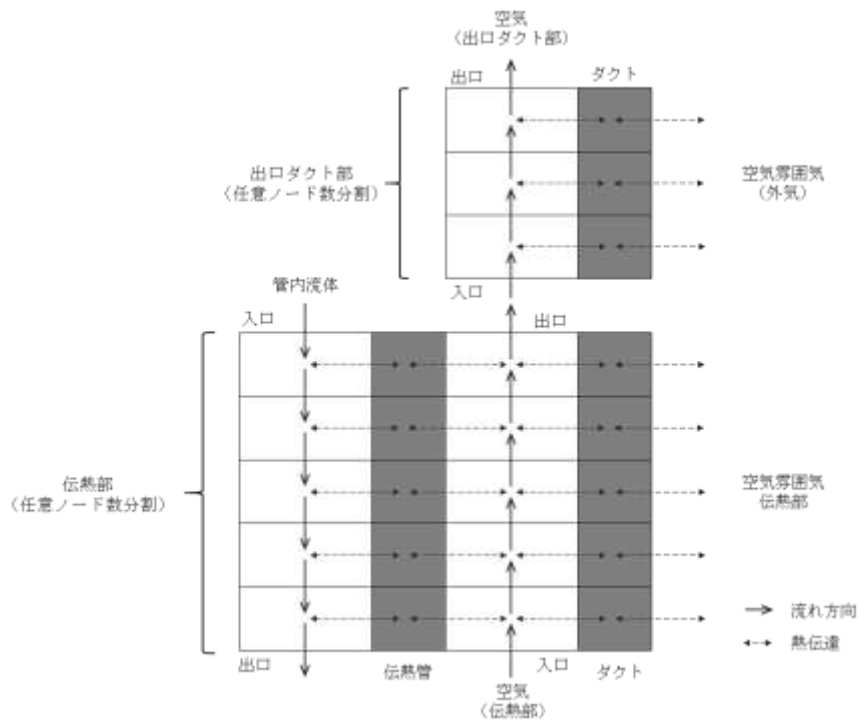 空気
（出口ダクト部）
出口
ダクト
出口ダクト部
（任意ノード数分割）
空気雰囲気
（外気）
入口
管内流体
入口
出口
伝熱部
（任意ノード数分割）
空気雰囲気
伝熱部
流れ方向
熱伝達
出口
伝熱管
入口
ダクト
空気
（伝熱部）